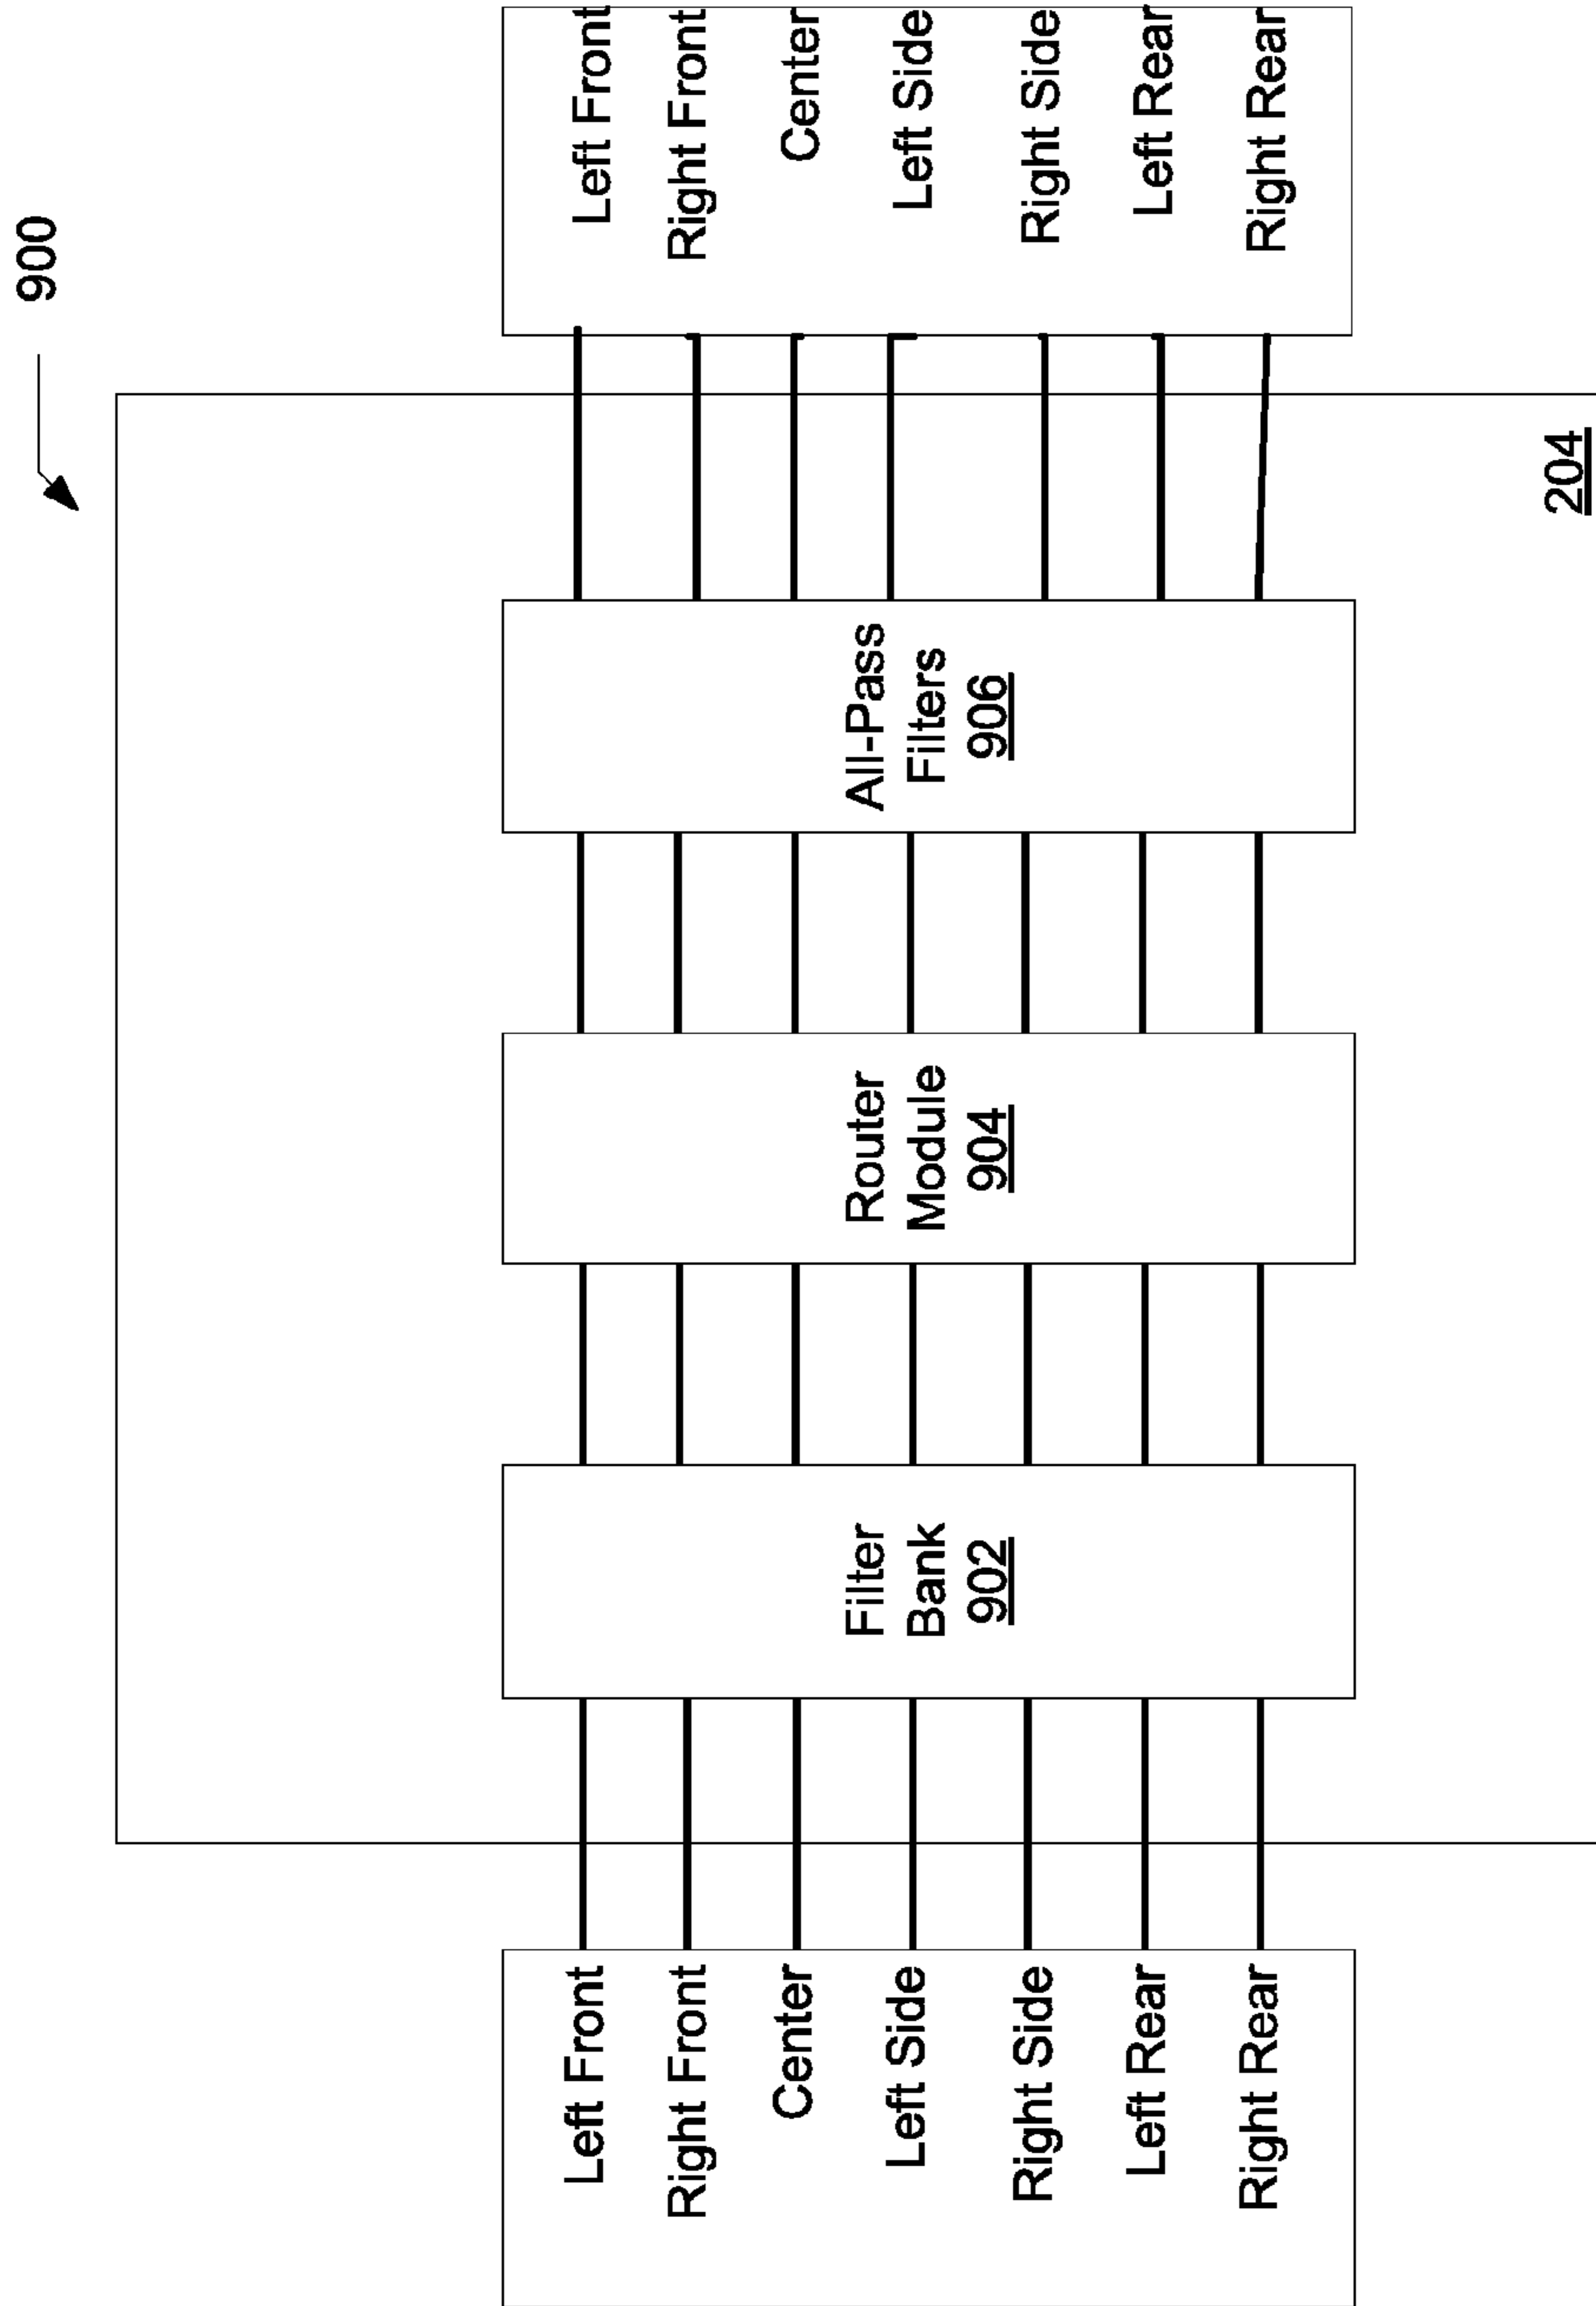 900
Left Front
Right Front
Center
Left Side
Right Side
Left Rear
Right Rear
Filter
Bank
902
Router
Module
904
All-Pass
Filters
906
Left Front
Right Front
Center
Left Side
Right Side
Left Rear
Right Rear
204